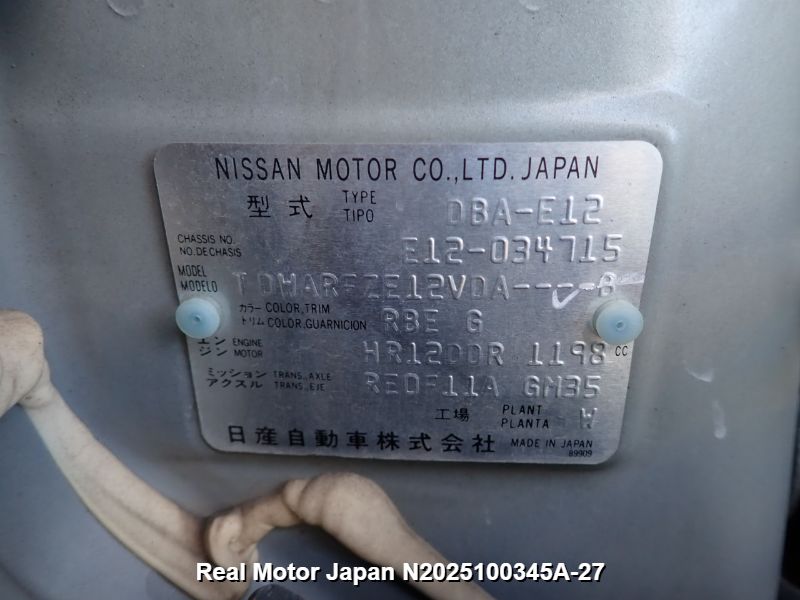 NISSAN MOTOR CO.,LTD. JAPAN
型式 TYPE TIPO DBA-E12
CHASSIS NO. NO. DE CHASIS E12-034715
MODEL MODELO
カラー COLOR, TRIM
トリム COLOR, GUARNICION RBE G
エンジン ENGINE MOTOR HR12DDR 1198 CC
ミッション TRANS., AXLE
アクスル TRANS., EJE RE0F11A GM35
工場 PLANT PLANTA W
日産自動車株式会社 MADE IN JAPAN
89909
Real Motor Japan N2025100345A-27